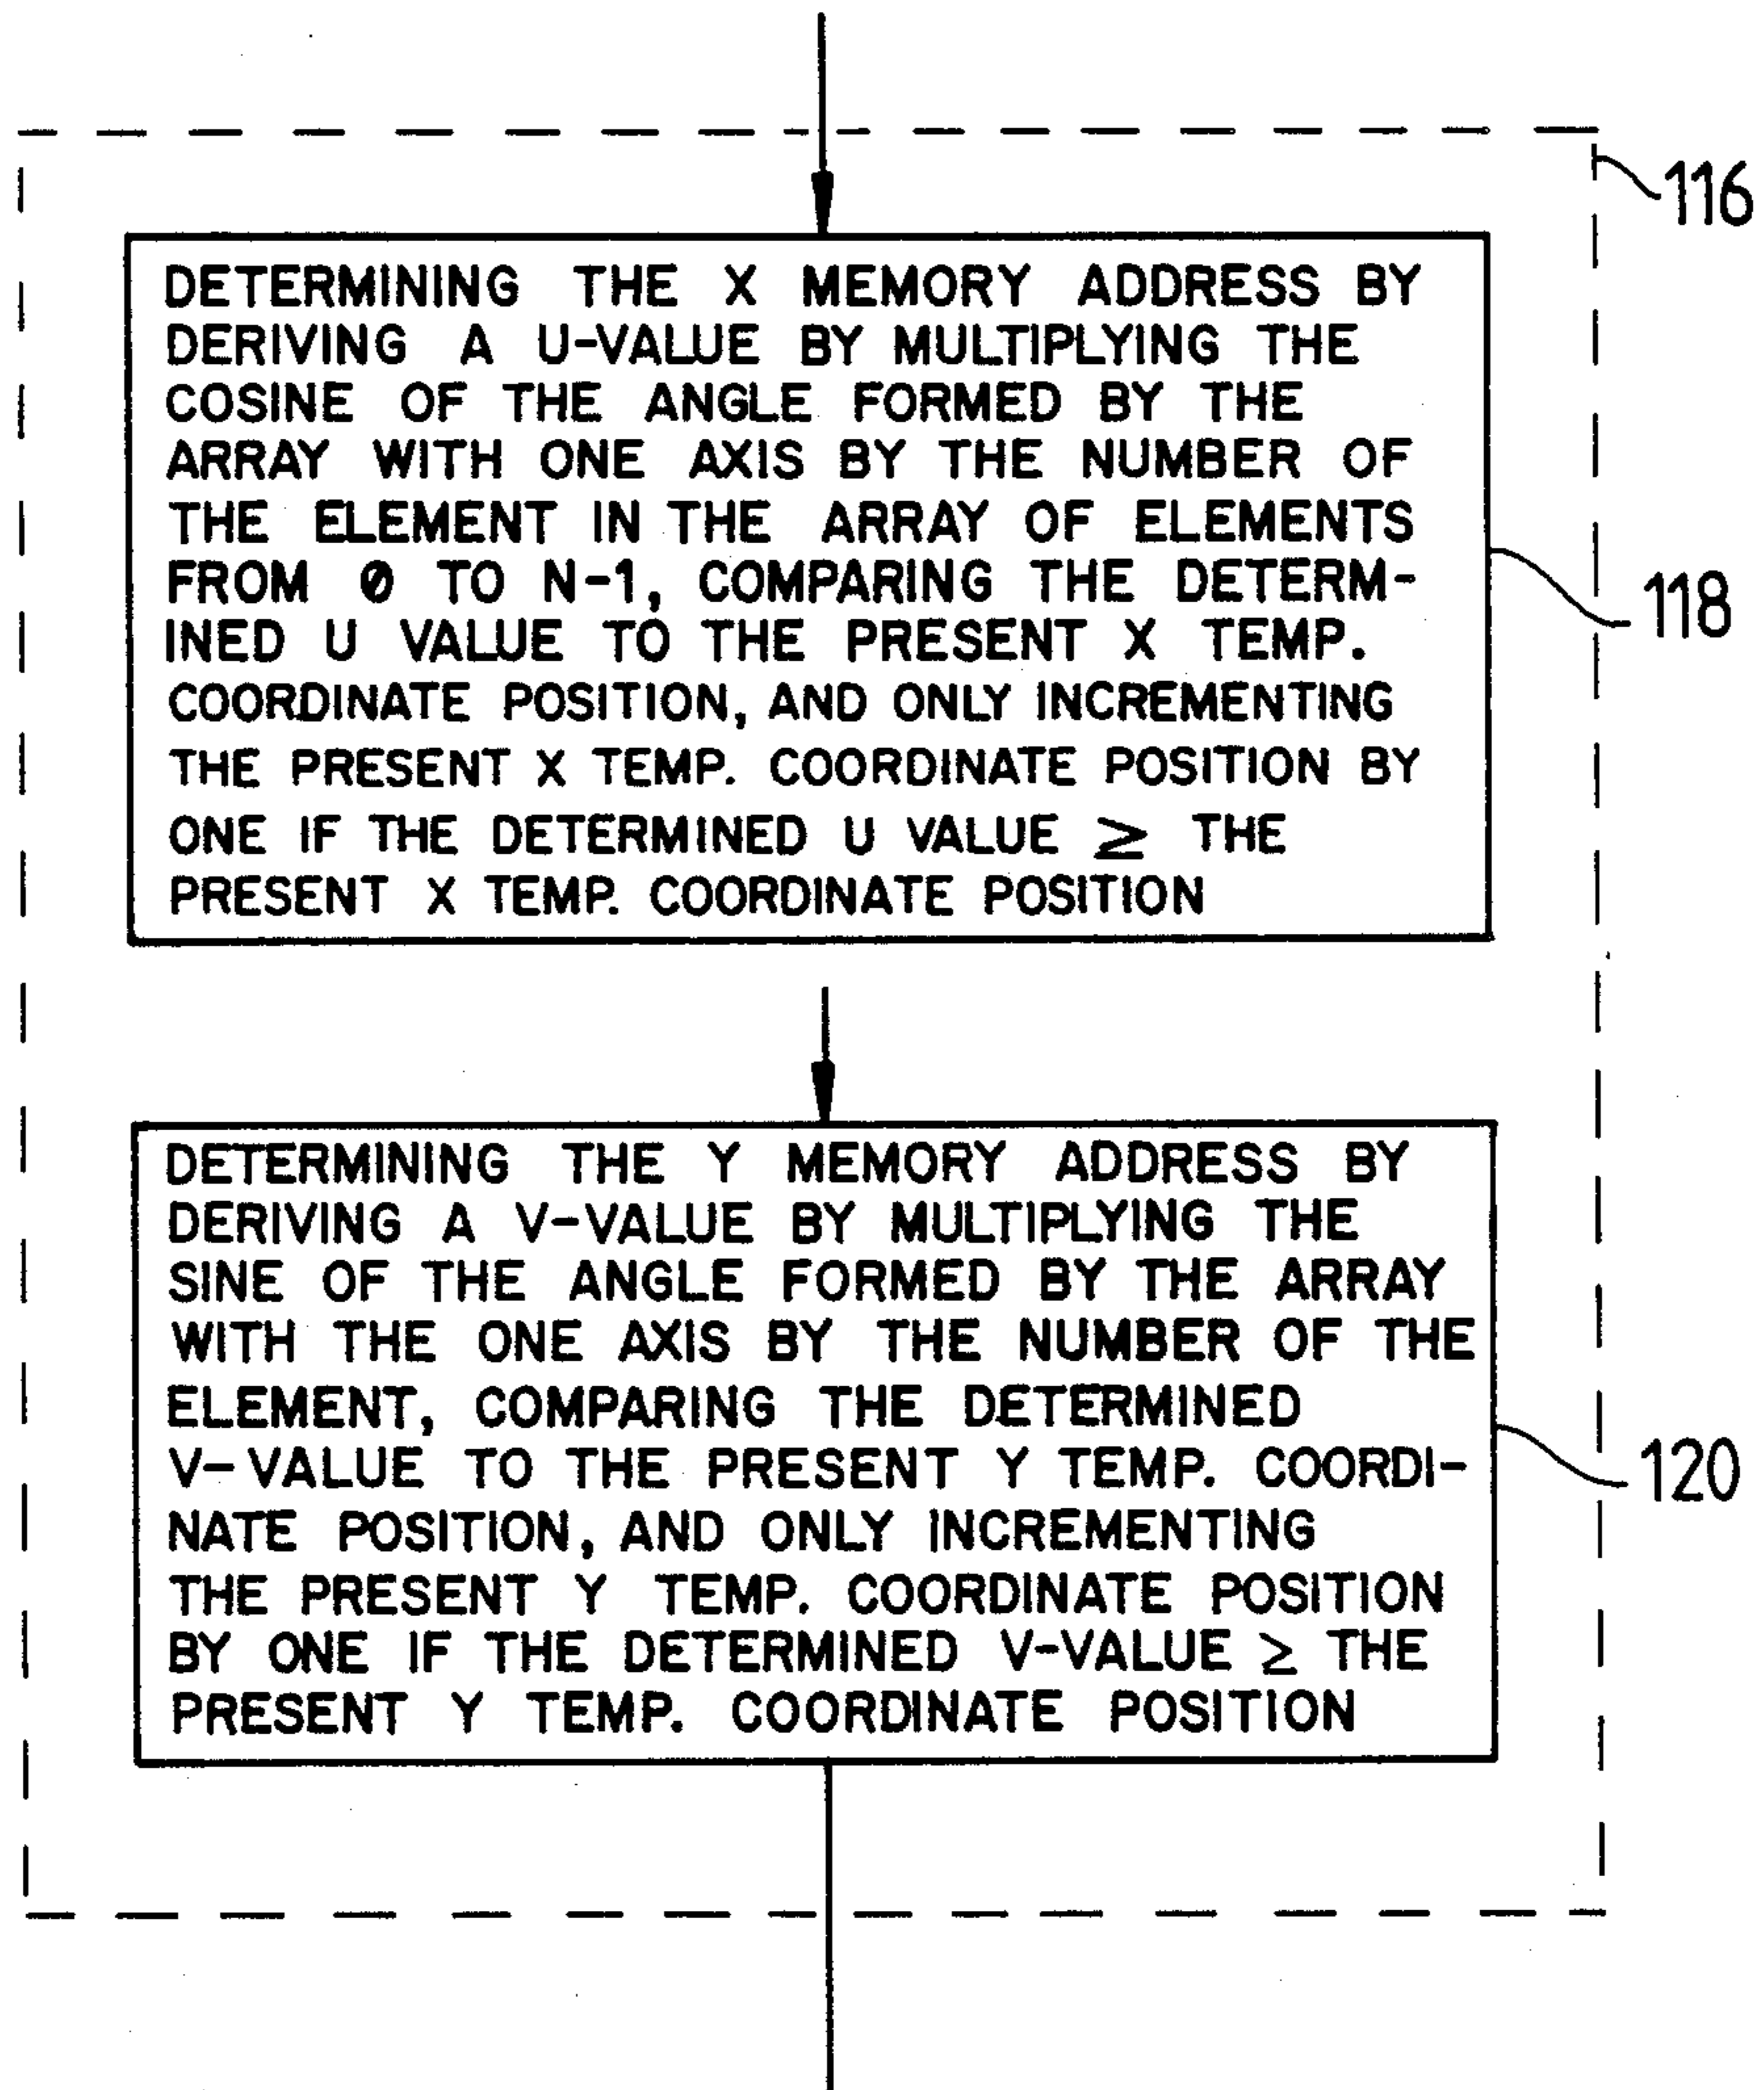 116
DETERMINING THE X MEMORY ADDRESS BY
DERIVING A U-VALUE BY MULTIPLYING THE
COSINE OF THE ANGLE FORMED BY THE
ARRAY WITH ONE AXIS BY THE NUMBER OF
THE ELEMENT IN THE ARRAY OF ELEMENTS
FROM 0 TO N-1, COMPARING THE DETERM-
INED U VALUE TO THE PRESENT X TEMP.
COORDINATE POSITION, AND ONLY INCREMENTING
THE PRESENT X TEMP. COORDINATE POSITION BY
ONE IF THE DETERMINED U VALUE ≥ THE
PRESENT X TEMP. COORDINATE POSITION
118
DETERMINING THE Y MEMORY ADDRESS BY
DERIVING A V-VALUE BY MULTIPLYING THE
SINE OF THE ANGLE FORMED BY THE ARRAY
WITH THE ONE AXIS BY THE NUMBER OF THE
ELEMENT, COMPARING THE DETERMINED
V-VALUE TO THE PRESENT Y TEMP. COORDI-
NATE POSITION, AND ONLY INCREMENTING
THE PRESENT Y TEMP. COORDINATE POSITION
BY ONE IF THE DETERMINED V-VALUE ≥ THE
PRESENT Y TEMP. COORDINATE POSITION
120